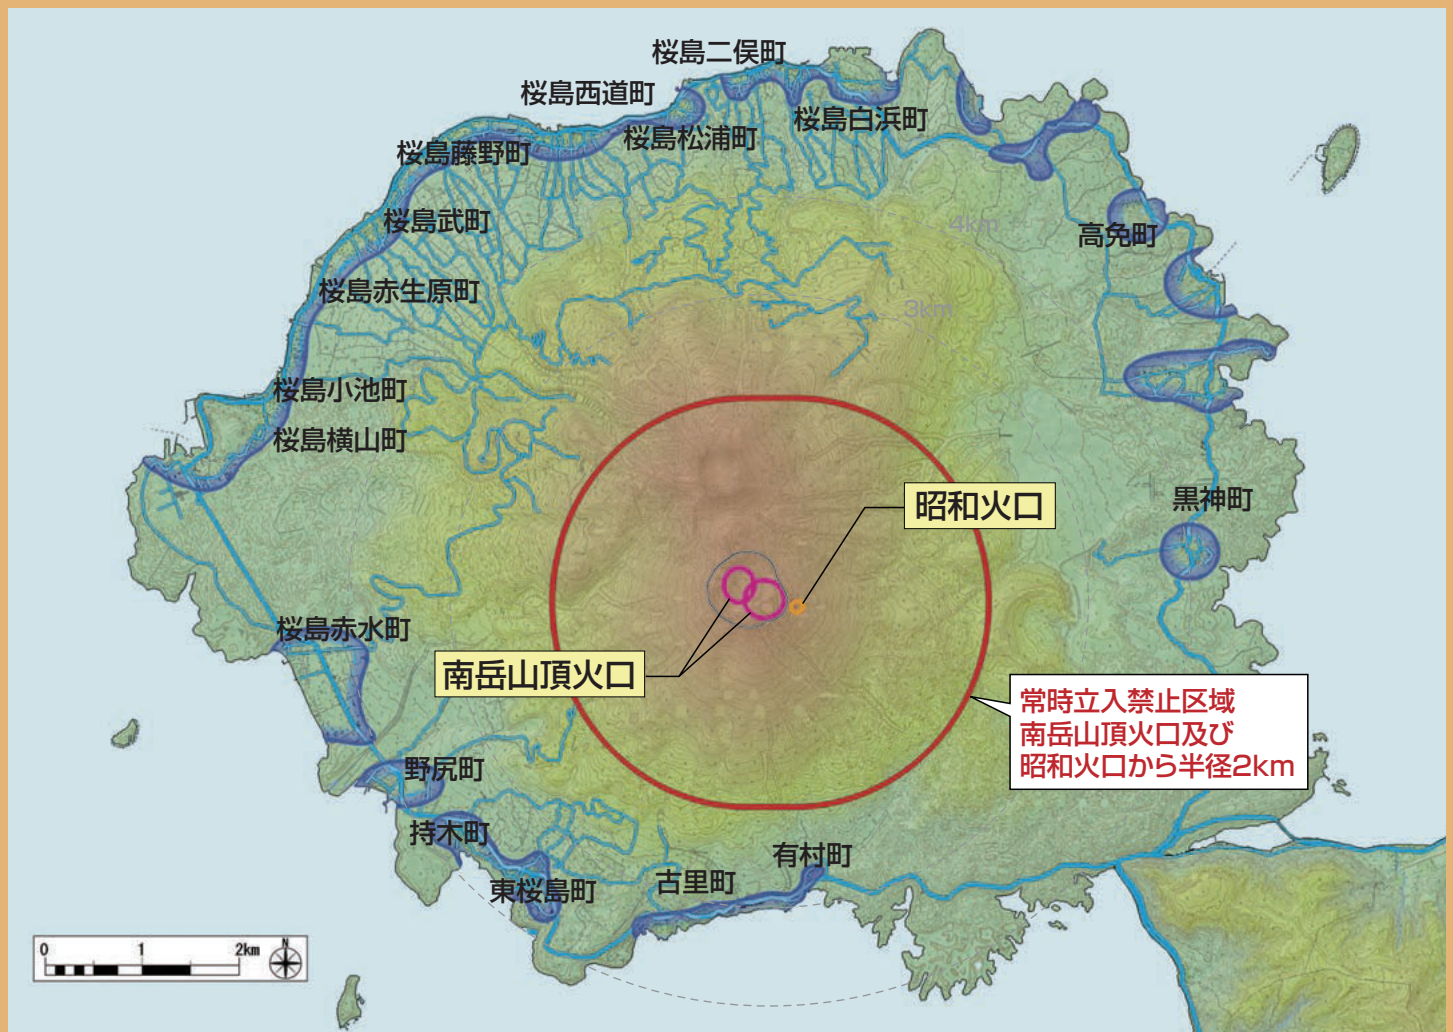 桜島二俣町
桜島西道町
桜島白浜町
桜島松浦町
桜島藤野町
桜島武町
4km
高免町
桜島赤生原町
3km
桜島小池町
桜島横山町
黒神町
昭和火口
桜島赤水町
南岳山頂火口
常時立入禁止区域
南岳山頂火口及び
昭和火口から半径2km
野尻町
持木町
有村町
古里町
東桜島町
0 1 2km
N